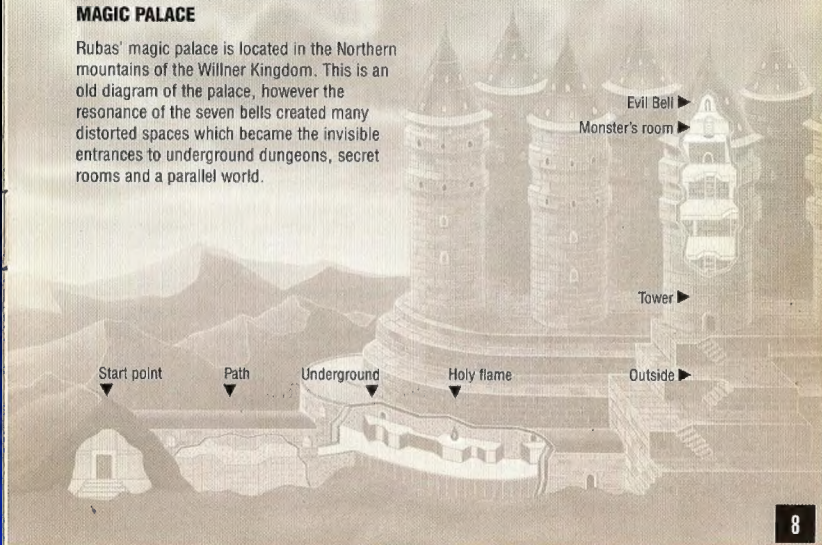 MAGIC PALACE
Rubas' magic palace is located in the Northern
mountains of the Willner Kingdom. This is an
old diagram of the palace, however the
resonance of the seven bells created many
distorted spaces which became the invisible
entrances to underground dungeons, secret
rooms and a parallel world.
Evil Bell
Monster's room
Tower
Start point
Path
Underground
Holy flame
Outside
8